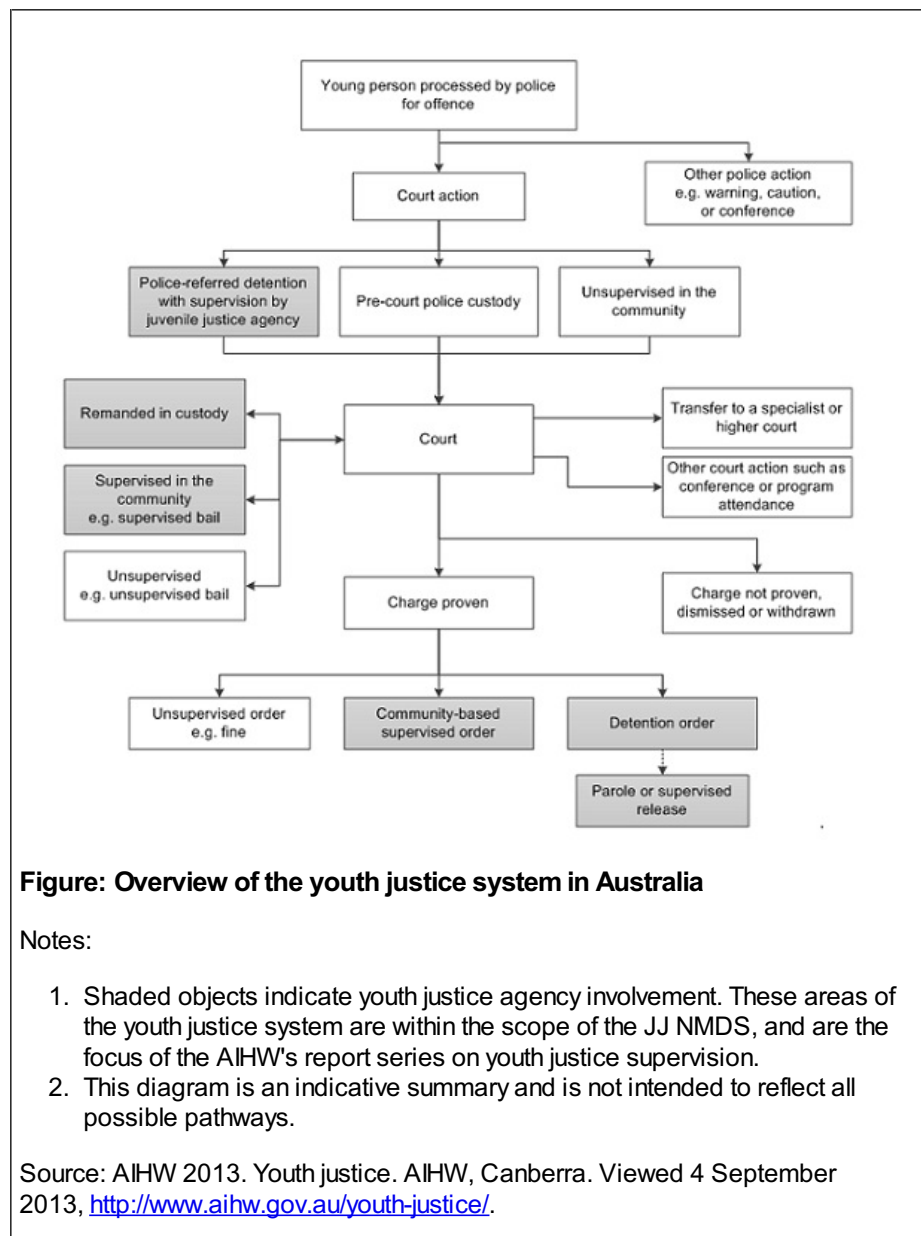 Young person processed by police
for offence
Other police action
e.g. warning, caution,
or conference
Court action
Police-referred detention
with supervision by
juvenile justice agency
Pre-court police custody
Unsupervised in the
community
Remanded in custody
Court
Transfer to a specialist or
higher court
Supervised in the
community
e.g. supervised bail
Other court action such as
conference or program
attendance
Unsupervised
e.g. unsupervised bail
Charge proven
Charge not proven,
dismissed or withdrawn
Unsupervised order
e.g. fine
Community-based
supervised order
Detention order
Parole or supervised
release
Figure: Overview of the youth justice system in Australia
Notes:
1. Shaded objects indicate youth justice agency involvement. These areas of
the youth justice system are within the scope of the JJ NMDS, and are the
focus of the AIHW's report series on youth justice supervision.
2. This diagram is an indicative summary and is not intended to reflect all
possible pathways.
Source: AIHW 2013. Youth justice. AIHW, Canberra. Viewed 4 September
2013, http://www.aihw.gov.au/youth-justice/.